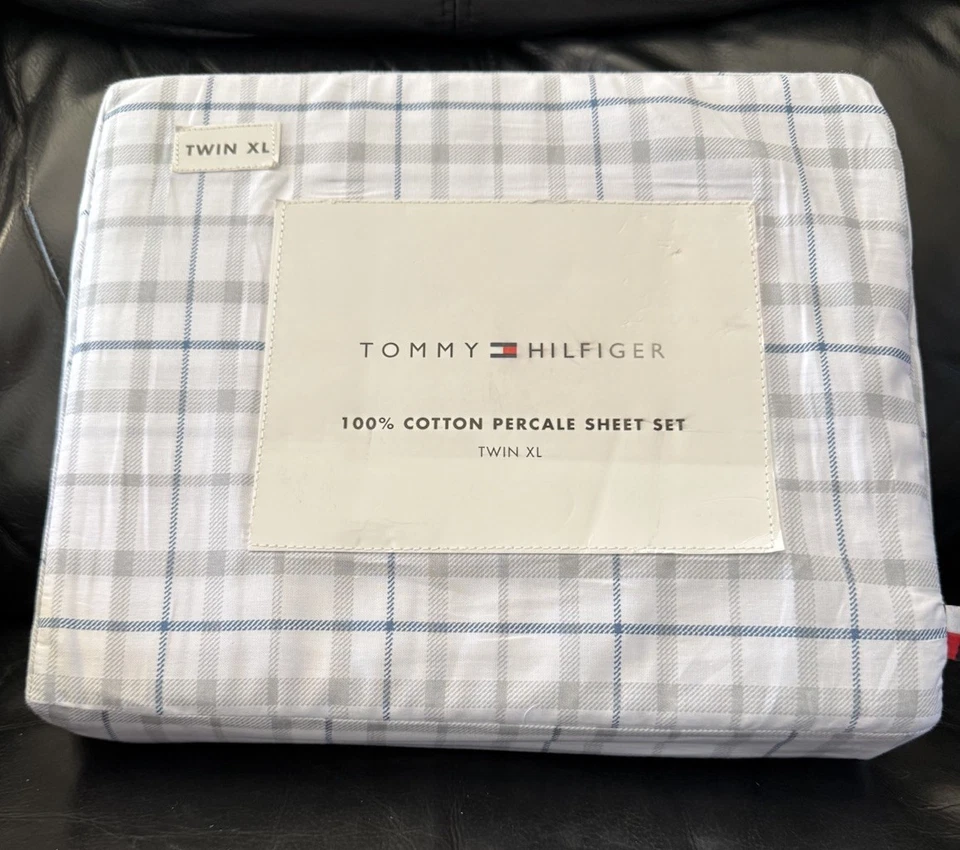 TWIN XL
TOMMY HILFIGER
100% COTTON PERCALE SHEET SET
TWIN XL